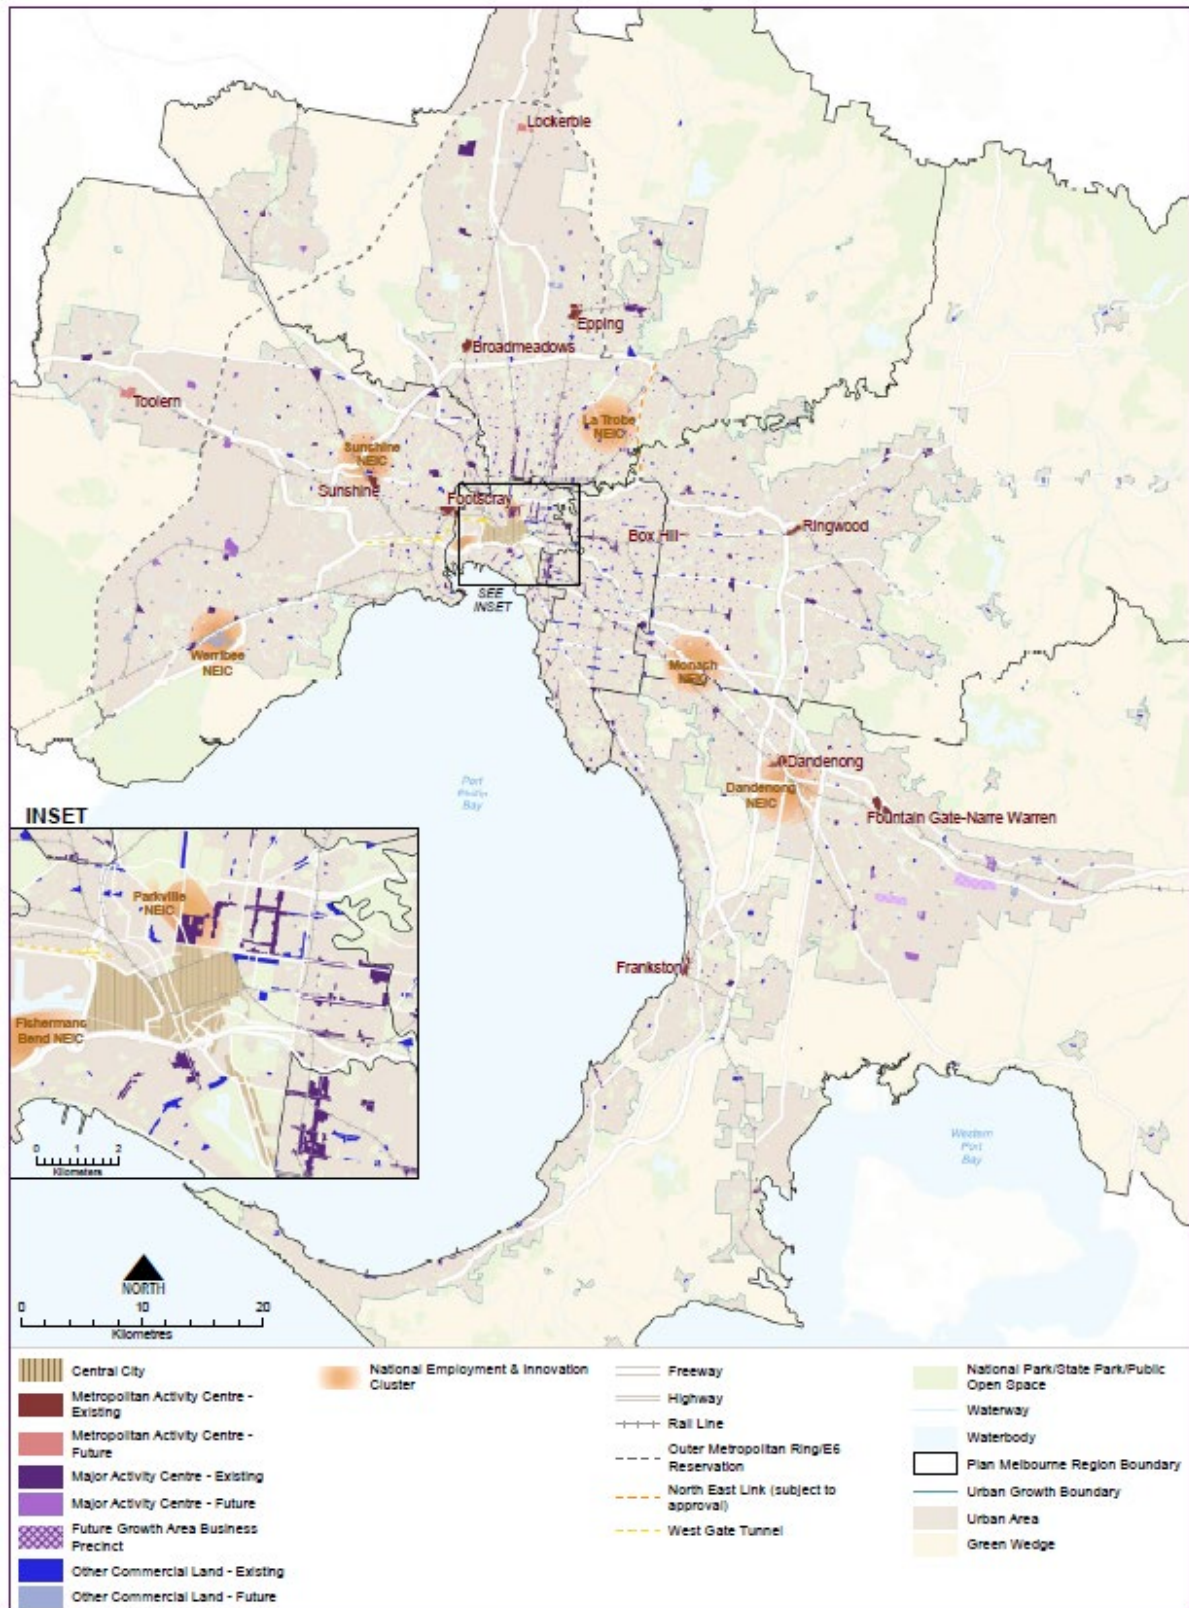 Lockerbie
Epping
Broadmeadows
Toolern
La Trobe
NEIC
Sunshine
NEIC
Sunshine
Footscray
Box Hill
Ringwood
SEE
INSET
Werribee
NEIC
Monash
NEIC
Dandenong
Dandenong
NEIC
Fountain Gate-Narre Warren
Port
Phillip
Bay
INSET
Parkville
NEIC
Fishermans
Bend NEIC
0 1 2
Kilometers
Frankston
Western
Port
Bay
NORTH
0 10 20
Kilometres
Central City
Metropolitan Activity Centre -
Existing
Metropolitan Activity Centre -
Future
Major Activity Centre - Existing
Major Activity Centre - Future
Future Growth Area Business
Precinct
Other Commercial Land - Existing
Other Commercial Land - Future
National Employment & Innovation
Cluster
Freeway
Highway
Rail Line
Outer Metropolitan Ring/E6
Reservation
North East Link (subject to
approval)
West Gate Tunnel
National Park/State Park/Public
Open Space
Waterway
Waterbody
Plan Melbourne Region Boundary
Urban Growth Boundary
Urban Area
Green Wedge